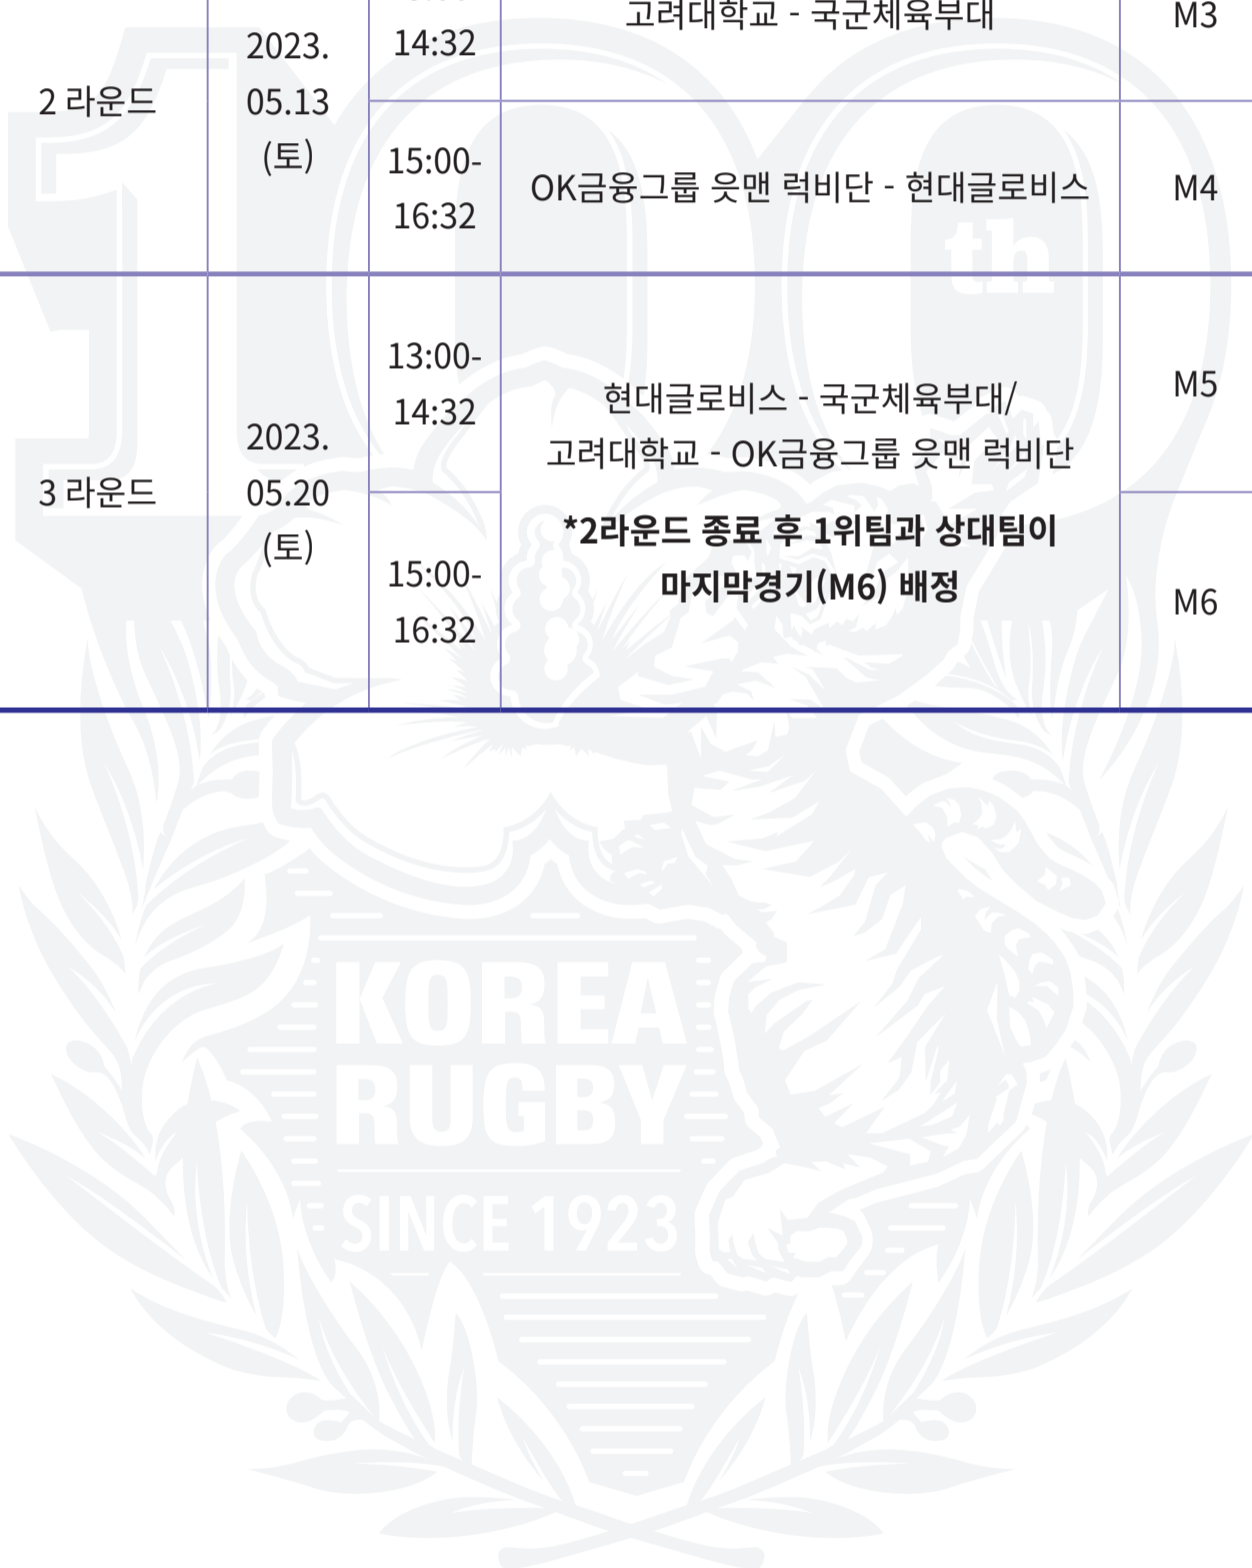 고려대학교 - 국군체육부대
M3
14:32
2 라운드
2023.
05.13
(토)
15:00-
16:32
OK금융그룹 읏맨 럭비단 - 현대글로비스
M4
th
3 라운드
2023.
05.20
(토)
13:00-
14:32
현대글로비스 - 국군체육부대/
고려대학교 - OK금융그룹 읏맨 럭비단
*2라운드 종료 후 1위팀과 상대팀이
마지막경기(M6) 배정
M5
15:00-
16:32
M6
100
KOREA
RUGBY
SINCE 1923